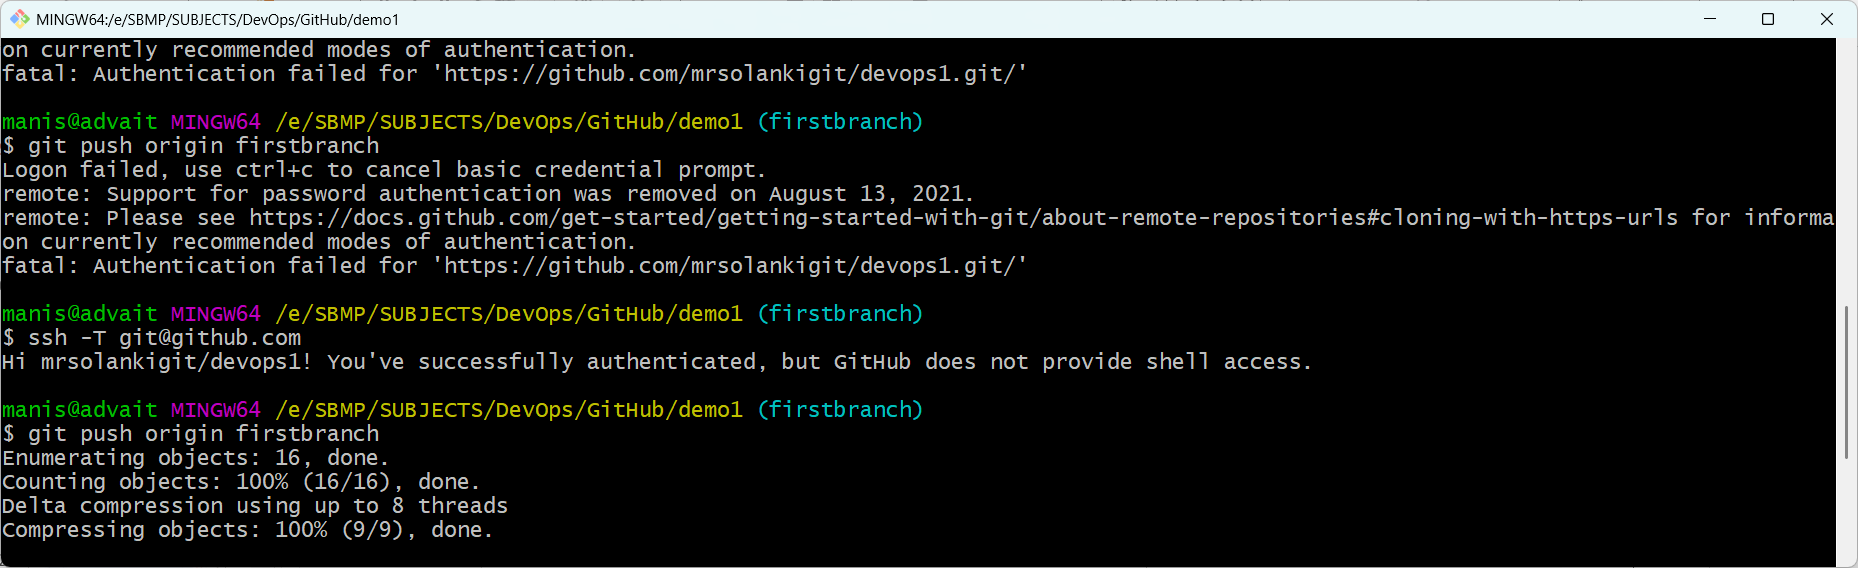 MINGW64:/e/SBMP/SUBJECTS/DevOps/GitHub/demo1
on currently recommended modes of authentication.
fatal: Authentication failed for 'https://github.com/mrsolankigit/devops1.git/'
manis@advait MINGW64 /e/SBMP/SUBJECTS/DevOps/GitHub/demo1 (firstbranch)
$ git push origin firstbranch
Logon failed, use ctrl+c to cancel basic credential prompt.
remote: Support for password authentication was removed on August 13, 2021.
remote: Please see https://docs.github.com/get-started/getting-started-with-git/about-remote-repositories#cloning-with-https-urls for informa
on currently recommended modes of authentication.
fatal: Authentication failed for 'https://github.com/mrsolankigit/devops1.git/'
manis@advait MINGW64 /e/SBMP/SUBJECTS/DevOps/GitHub/demo1 (firstbranch)
$ ssh -T git@github.com
Hi mrsolankigit/devops1! You've successfully authenticated, but GitHub does not provide shell access.
manis@advait MINGW64 /e/SBMP/SUBJECTS/DevOps/GitHub/demo1 (firstbranch)
$ git push origin firstbranch
Enumerating objects: 16, done.
Counting objects: 100% (16/16), done.
Delta compression using up to 8 threads
Compressing objects: 100% (9/9), done.